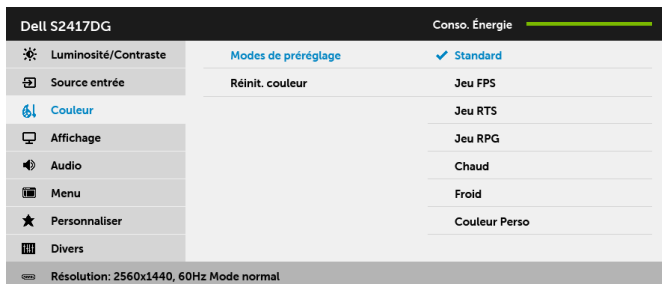 Dell S2417DG Conso. Énergie
Luminosité/Contraste Modes de préréglage Standard
Source entrée Réinit. couleur Jeu FPS
Couleur Jeu RTS
Affichage Jeu RPG
Audio Chaud
Menu Froid
Personnaliser Couleur Perso
Divers
Résolution: 2560x1440, 60Hz Mode normal